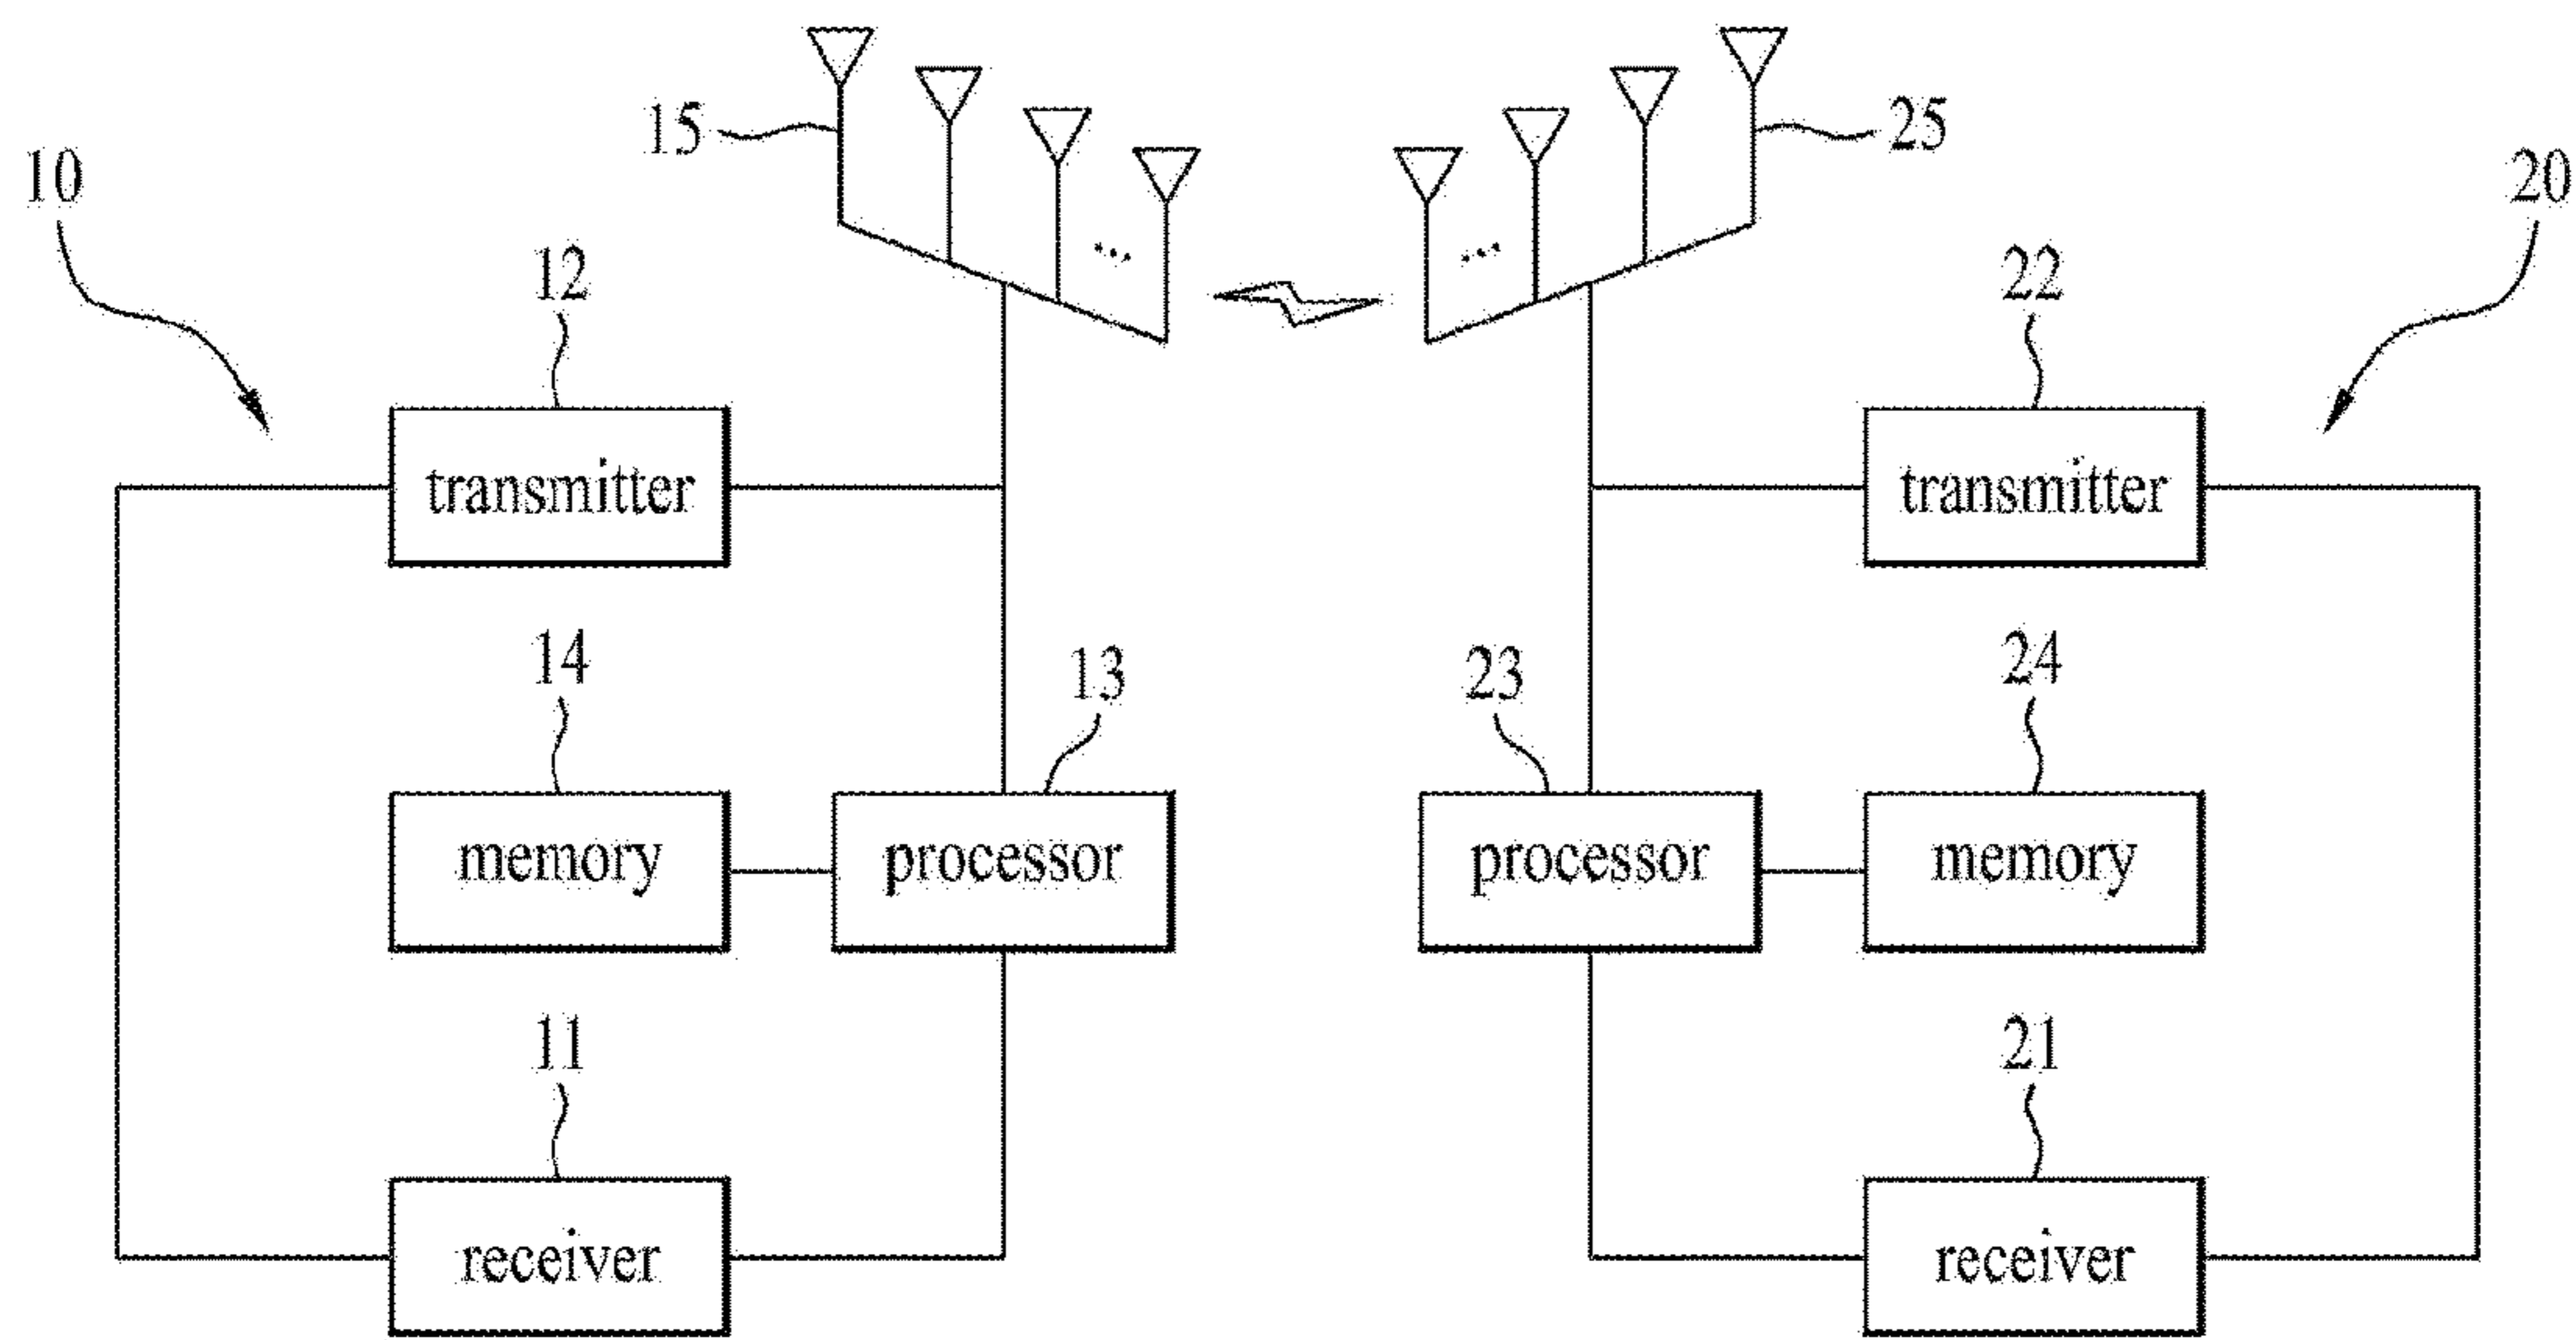 15
25
10
20
12
22
transmitter
transmitter
14
13
23
24
memory
processor
processor
memory
11
21
receiver
receiver